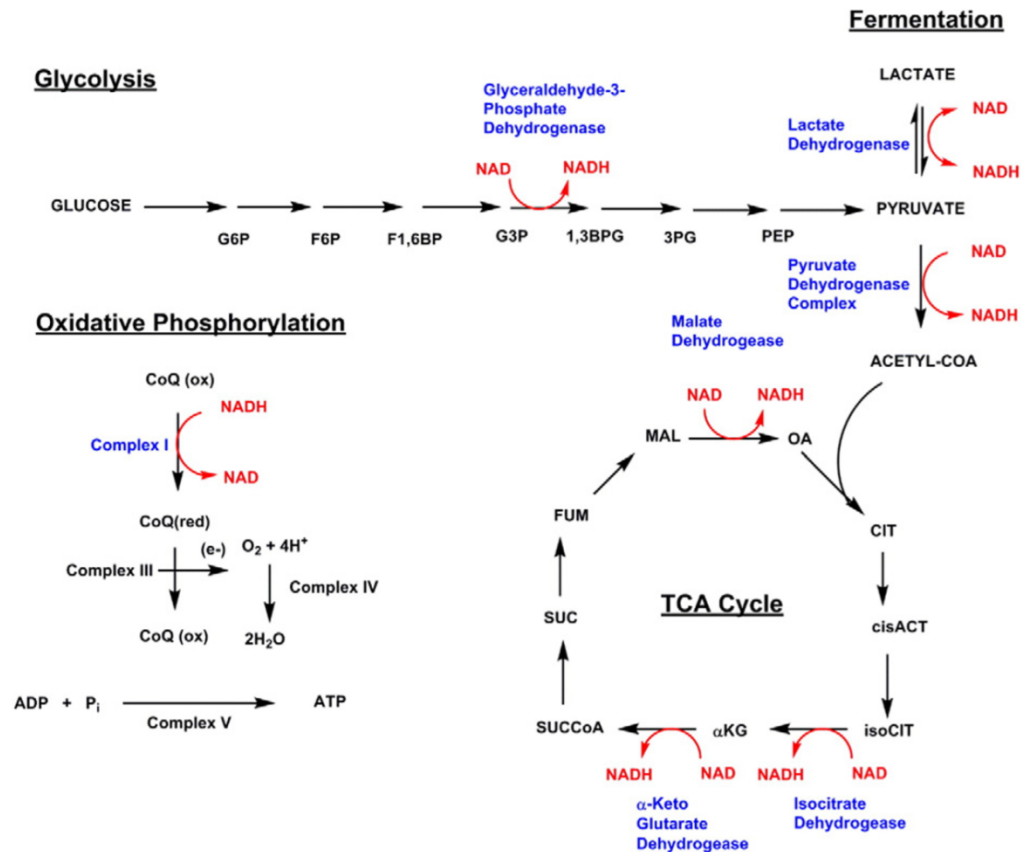 Fermentation
Glycolysis
LACTATE
Glyceraldehyde-3-
Phosphate
Dehydrogenase
NAD
NADH
Lactate
Dehydrogenase
NAD
NADH
GLUCOSE
G6P
F6P
F1,6BP
G3P
1,3BPG
3PG
PEP
PYRUVATE
Pyruvate
Dehydrogenase
Complex
NAD
NADH
ACETYL-COA
Oxidative Phosphorylation
CoQ (ox)
NADH
Complex I
NAD
CoQ(red)
(e-)
O₂ + 4H⁺
Complex III
Complex IV
CoQ (ox)
2H₂O
ADP + Pᵢ
ATP
Complex V
Malate
Dehydrogease
NAD
NADH
MAL
OA
FUM
CIT
TCA Cycle
SUC
cisACT
SUCCoA
αKG
isoCIT
NADH
NAD
NADH
NAD
α-Keto
Glutarate
Dehydrogease
Isocitrate
Dehydrogease